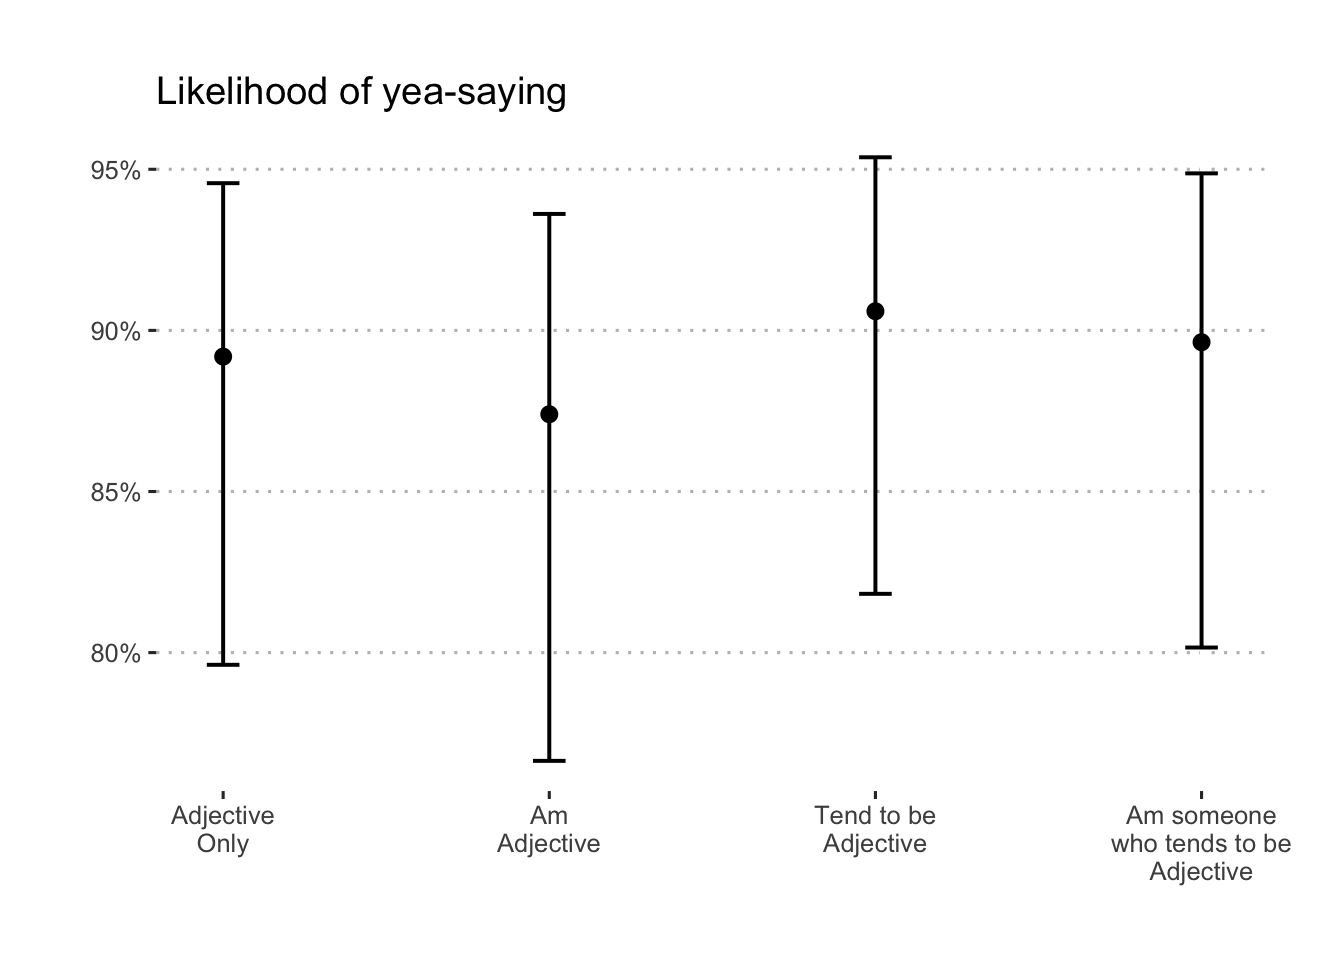 Likelihood of yea-saying
95%
90%
85%
80%
Adjective
Only
Am
Adjective
Tend to be
Adjective
Am someone
who tends to be
Adjective